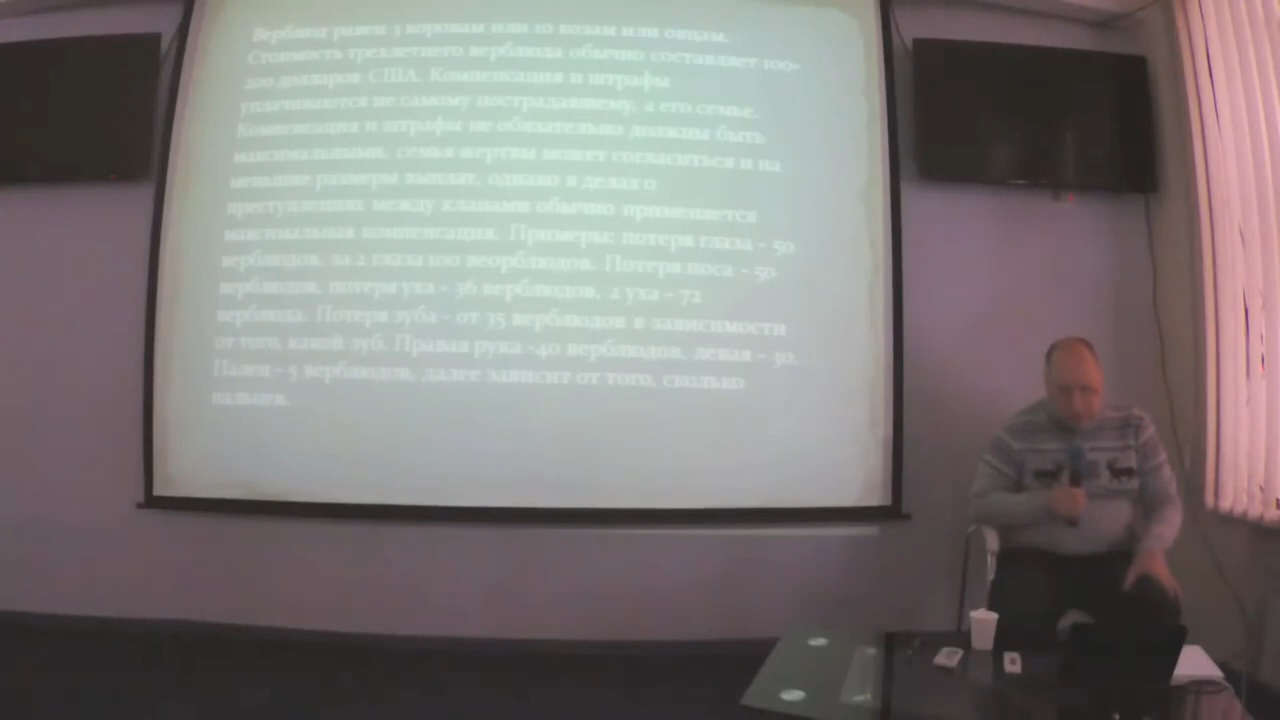 Верблюд равен 3 коровам или 10 козам или овцам.
Стоимость трехлетнего верблюда обычно составляет 100-
200 долларов США. Компенсация и штрафы
уплачиваются не самому пострадавшему, а его семье.
Компенсация и штрафы не обязательно должны быть
максимальными, семья жертвы может согласиться и на
меньшие размеры выплат, однако в делах о
преступлениях между кланами обычно применяется
максимальная компенсация. Примеры: потеря глаза - 50
верблюдов, за 2 глаза 100 веорблюдов. Потеря носа - 50
верблюдов, потеря уха - 36 верблюдов, 2 уха - 72
верблюда. Потеря зуба - от 35 верблюдов в зависимости
от того, какой зуб. Правая рука -40 верблюдов, левая - 30.
Палец - 5 верблюдов, далее зависит от того, сколько
пальцев.